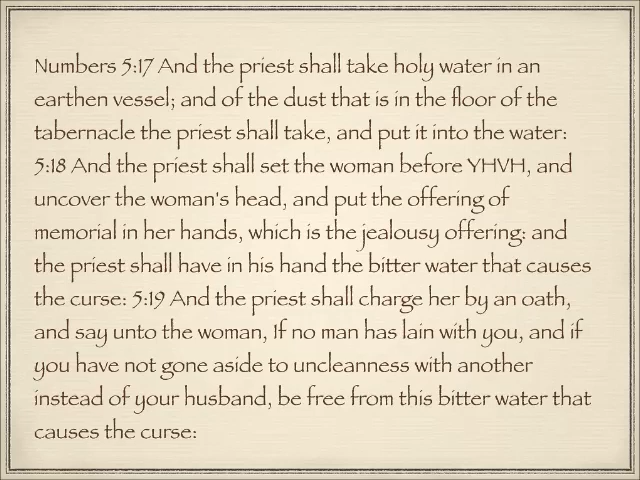 Numbers 5:17 And the priest shall take holy water in an
earthen vessel; and of the dust that is in the floor of the
tabernacle the priest shall take, and put it into the water:
5:18 And the priest shall set the woman before YHVH, and
uncover the woman's head, and put the offering of
memorial in her hands, which is the jealousy offering: and
the priest shall have in his hand the bitter water that causes
the curse: 5:19 And the priest shall charge her by an oath,
and say unto the woman, If no man has lain with you, and if
you have not gone aside to uncleanness with another
instead of your husband, be free from this bitter water that
causes the curse: